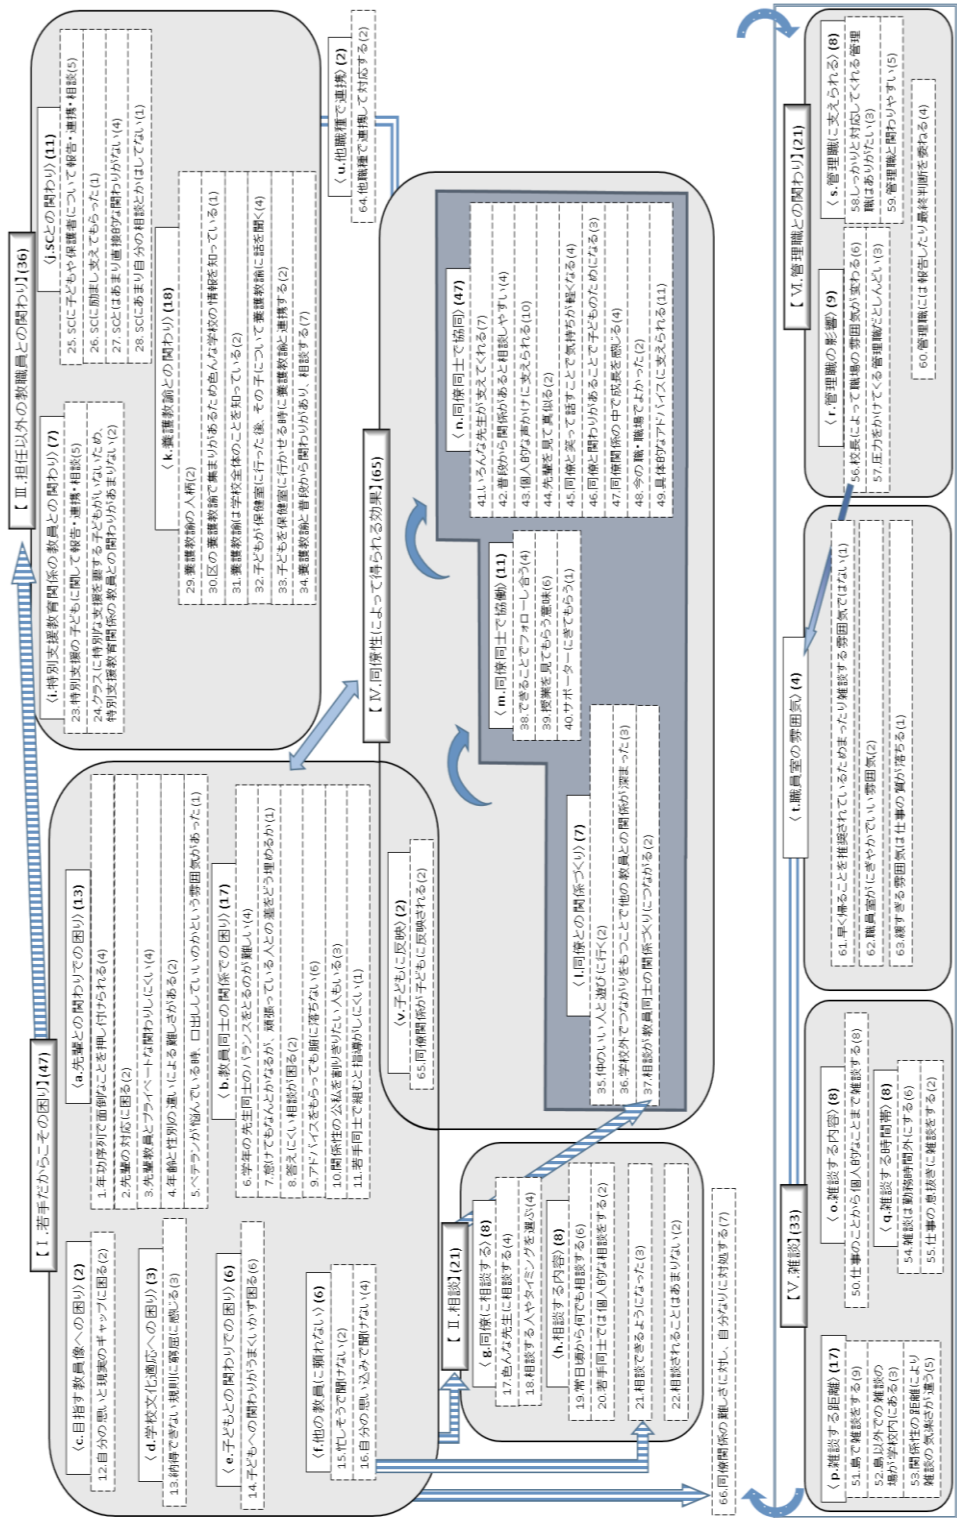 【Ⅰ.若手だからこその困り】(47)
〈a.先輩との関わりでの困り〉(13)
1.年功序列で面倒なことを押し付けられる(4)
2.先輩の対応に困る(2)
3.先輩教員とプライベートな関わりしにくい(4)
4.年齢と性別の違いによる難しさがある(2)
5.ベテランが悩んでいる時、口出ししていいのかという雰囲気があった(1)
〈b.教員同士の関係での困り〉(17)
6.学年の先生同士のバランスをとるのが難しい(4)
7.怠けてもなんとかなるが、頑張っている人との差をどう埋めるか(1)
8.答えにくい相談が困る(2)
9.アドバイスをもらっても腑に落ちない(6)
10.関係性の公私を割りきりたい人もいる(3)
11.若手同士で組むと指導がしにくい(1)
〈c.目指す教員像への困り〉(2)
12.自分の思いと現実のギャップに困る(2)
〈d.学校文化適応への困り〉(3)
13.納得できない規則に窮屈に感じる(3)
〈e.子どもとの関わりでの困り〉(6)
14.子どもへの関わりがうまくいかず困る(6)
〈f.他の教員に頼れない〉(6)
15.忙しそうで聞けない(2)
16.自分の思い込みで聞けない(4)
【Ⅱ.相談】(21)
〈g.同僚に相談する〉(8)
17.色んな先生に相談する(4)
18.相談する人やタイミングを選ぶ(4)
〈h.相談する内容〉(8)
19.常日頃から何でも相談する(6)
20.若手同士では個人的な相談をする(2)
21.相談できるようになった(3)
22.相談されることはあまりない(2)
66.同僚関係の難しさに対し、自分なりに対処する(7)
【Ⅲ.担任以外の教職員との関わり】(36)
〈i.特別支援教育関係の教員との関わり〉(7)
23.特別支援の子どもに関して報告・連携・相談(5)
24.クラスに特別な支援を要する子どもがいないため、
特別支援教育関係の教員との関わりがあまりない(2)
〈j.SCとの関わり〉(11)
25.SCに子どもや保護者について報告・連携・相談(5)
26.SCに励まし支えてもらった(1)
27.SCとはあまり直接的な関わりがない(4)
28.SCにあまり自分の相談とかはしてない(1)
〈k.養護教諭との関わり〉(18)
29.養護教諭の人柄(2)
30.区の養護教諭で集まりがあるため色んな学校の情報を知っている(1)
31.養護教諭は学校全体のことを知っている(2)
32.子どもが保健室に行った後、その子について養護教諭に話を聞く(4)
33.子どもを保健室に行かせる時に養護教諭と連携する(2)
34.養護教諭と普段から関わりがあり、相談する(7)
〈u.他職種で連携〉(2)
64.他職種で連携して対応する(2)
【Ⅳ.同僚性によって得られる効果】(65)
〈v.子どもに反映〉(2)
65.同僚関係が子どもに反映される(2)
〈l.同僚との関係づくり〉(7)
35.仲のいい人と遊びに行く(2)
36.学校外でつながりをもつことで他の教員との関係が深まった(3)
37.相談が教員同士の関係づくりにつながる(2)
〈m.同僚同士で協働〉(11)
38.できることでフォローし合う(4)
39.授業を見てもらう意味(6)
40.サポーターにきてもらう(1)
〈n.同僚同士で協同〉(47)
41.いろんな先生が支えてくれる(7)
42.普段から関係があると相談しやすい(4)
43.個人的な声かけに支えられる(10)
44.先輩を見て真似る(2)
45.同僚と笑って話すことで気持ちが軽くなる(4)
46.同僚と関わりがあることで子どものためになる(3)
47.同僚関係の中で成長を感じる(4)
48.今の職・職場でよかった(2)
49.具体的なアドバイスに支えられる(11)
【Ⅴ.雑談】(33)
〈p.雑談する距離〉(17)
51.島で雑談をする(9)
52.島以外での雑談の
場が学校内にある(3)
53.関係性の距離により
雑談の気楽さが違う(5)
〈o.雑談する内容〉(8)
50.仕事のことから個人的なことまで雑談する(8)
〈q.雑談する時間帯〉(8)
54.雑談は勤務時間外にする(6)
55.仕事の息抜きに雑談をする(2)
〈t.職員室の雰囲気〉(4)
61.早く帰ることを推奨されているためまったり雑談する雰囲気ではない(1)
62.職員室がにぎやかでいい雰囲気(2)
63.緩すぎる雰囲気は仕事の質が落ちる(1)
【Ⅵ.管理職との関わり】(21)
〈r.管理職の影響〉(9)
56.校長によって職場の雰囲気が変わる(6)
57.圧力をかけてくる管理職だとしんどい(3)
〈s.管理職に支えられる〉(8)
58.しっかりと対応してくれる管理
職はありがたい(3)
59.管理職と関わりやすい(5)
60.管理職には報告したり最終判断を委ねる(4)